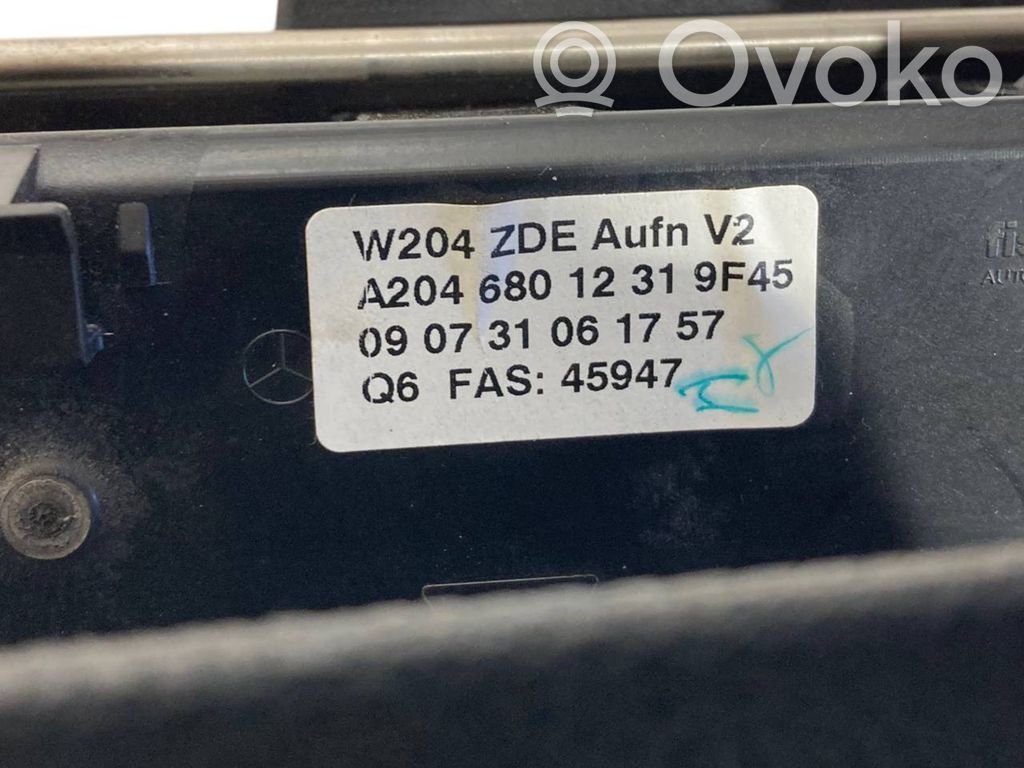 Ovoko
W204 ZDE Aufn V2
A204 680 12 31 9F45
09 07 31 06 17 57
Q6 FAS: 45947